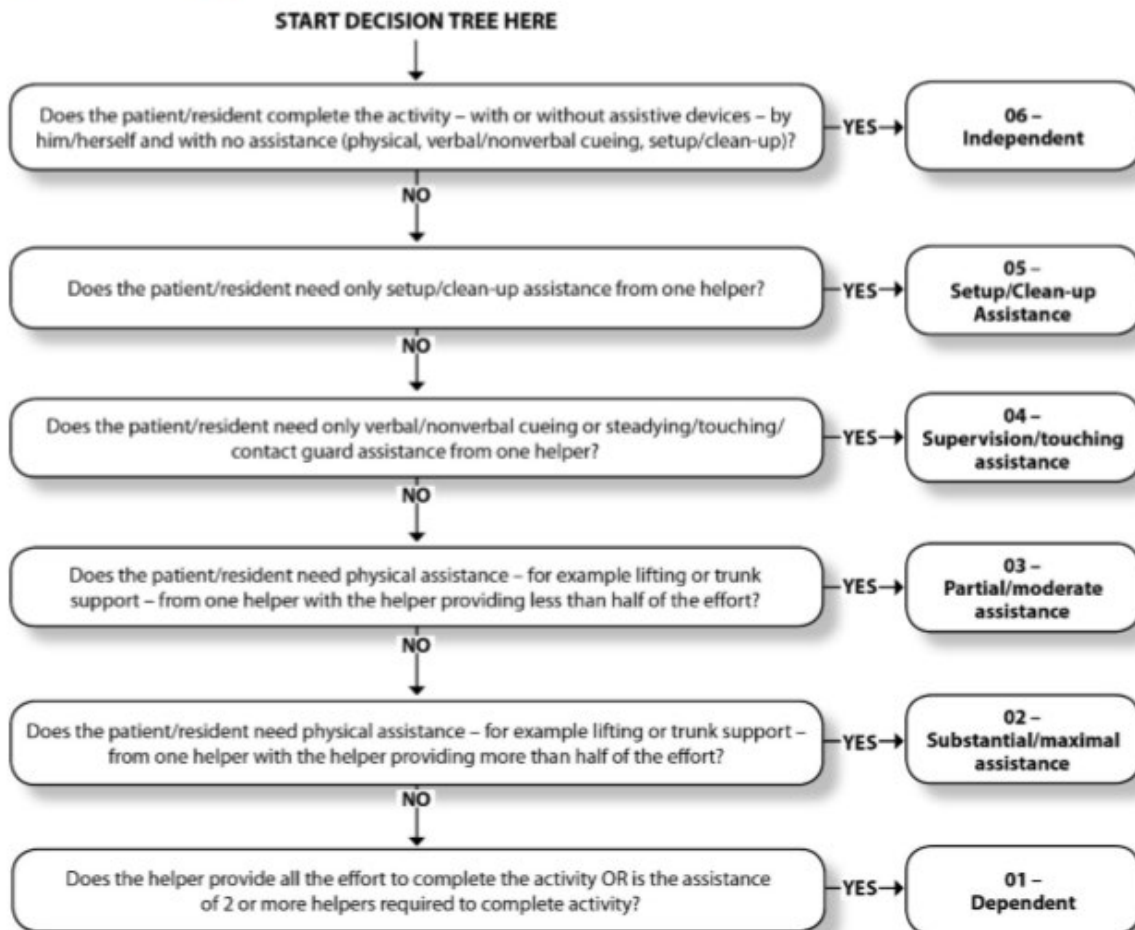 START DECISION TREE HERE
Does the patient/resident complete the activity – with or without assistive devices – by
him/herself and with no assistance (physical, verbal/nonverbal cueing, setup/clean-up)?
YES
06 –
Independent
NO
Does the patient/resident need only setup/clean-up assistance from one helper?
YES
05 –
Setup/Clean-up
Assistance
NO
Does the patient/resident need only verbal/nonverbal cueing or steadying/touching/
contact guard assistance from one helper?
YES
04 –
Supervision/touching
assistance
NO
Does the patient/resident need physical assistance – for example lifting or trunk
support – from one helper with the helper providing less than half of the effort?
YES
03 –
Partial/moderate
assistance
NO
Does the patient/resident need physical assistance – for example lifting or trunk support –
from one helper with the helper providing more than half of the effort?
YES
02 –
Substantial/maximal
assistance
NO
Does the helper provide all the effort to complete the activity OR is the assistance
of 2 or more helpers required to complete activity?
YES
01 –
Dependent